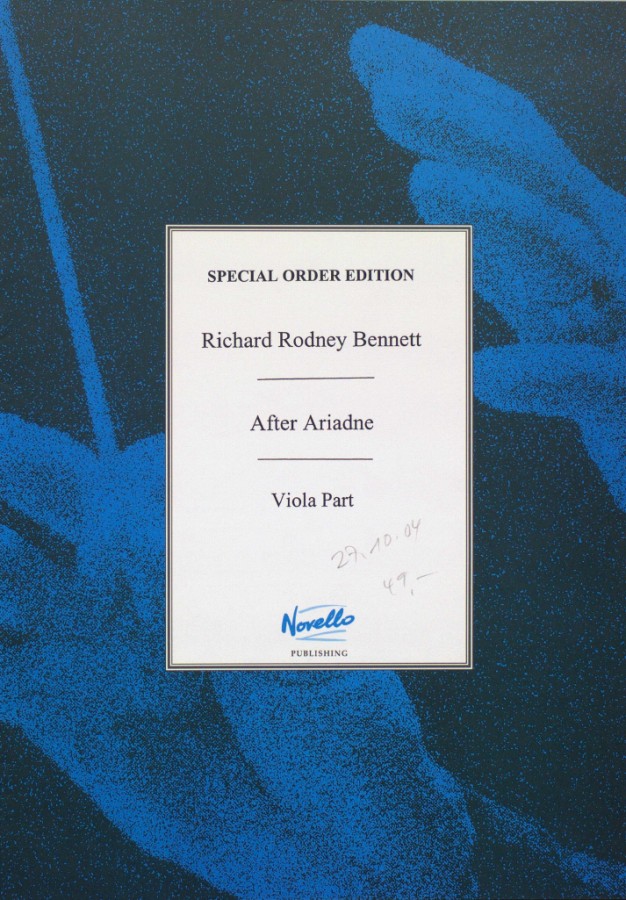 SPECIAL ORDER EDITION
Richard Rodney Bennett
After Ariadne
Viola Part
27.10.04
49,–
Novello
PUBLISHING